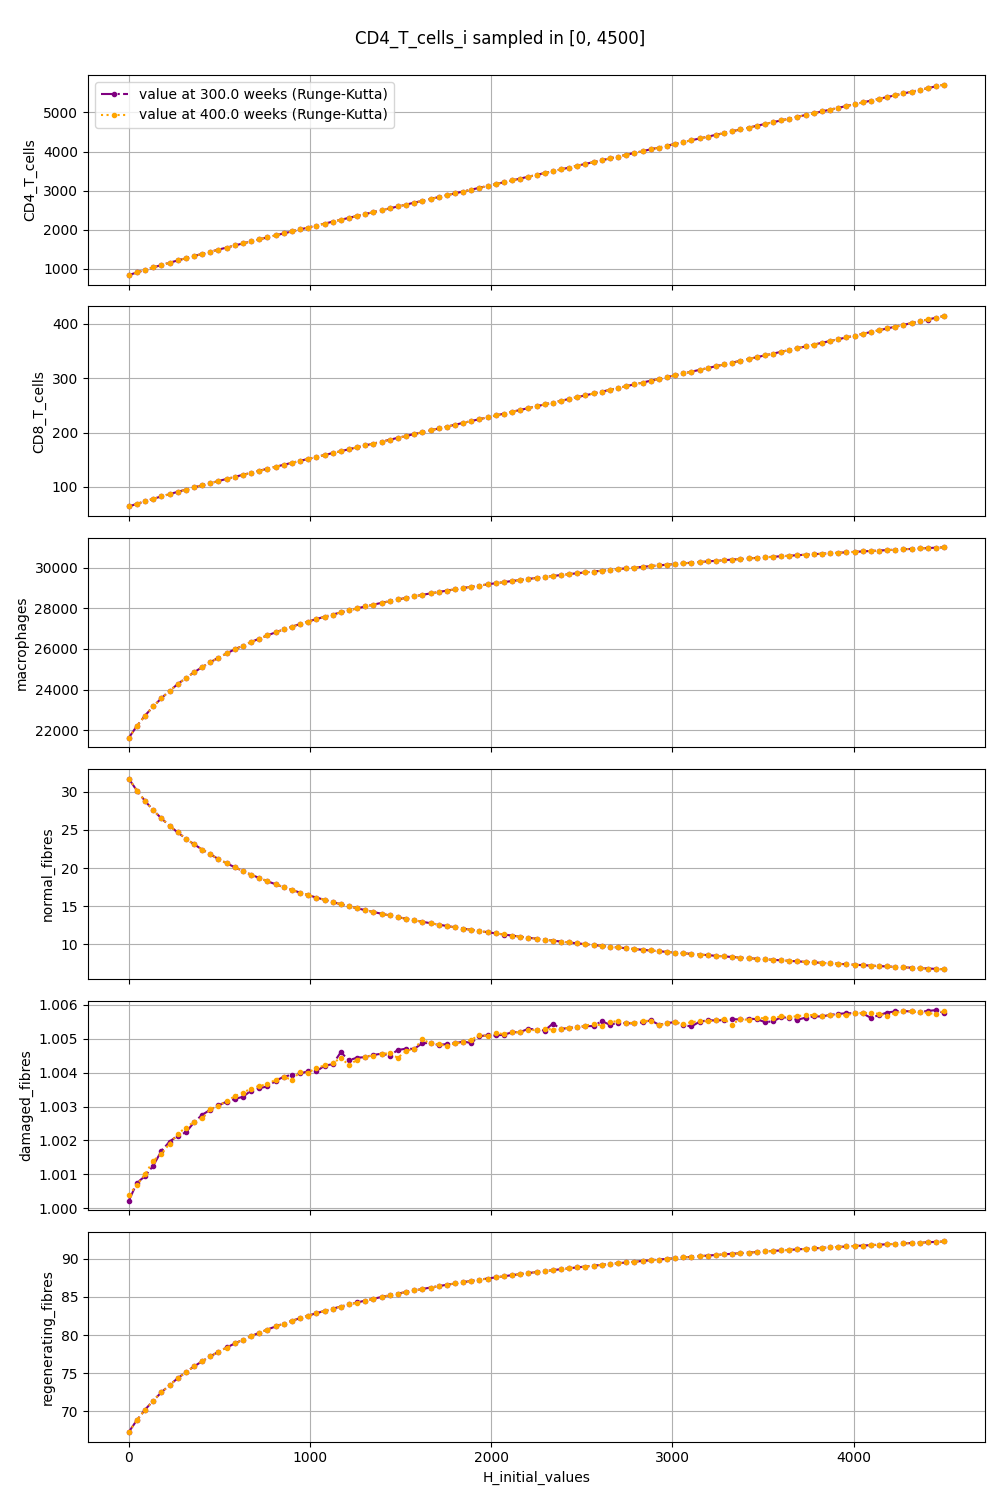 CD4_T_cells_i sampled in [0, 4500]
value at 300.0 weeks (Runge-Kutta)
value at 400.0 weeks (Runge-Kutta)
CD4_T_cells
5000
4000
3000
2000
1000
CD8_T_cells
400
300
200
100
macrophages
30000
28000
26000
24000
22000
normal_fibres
30
25
20
15
10
damaged_fibres
1.006
1.005
1.004
1.003
1.002
1.001
1.000
regenerating_fibres
90
85
80
75
70
0 1000 2000 3000 4000
H_initial_values